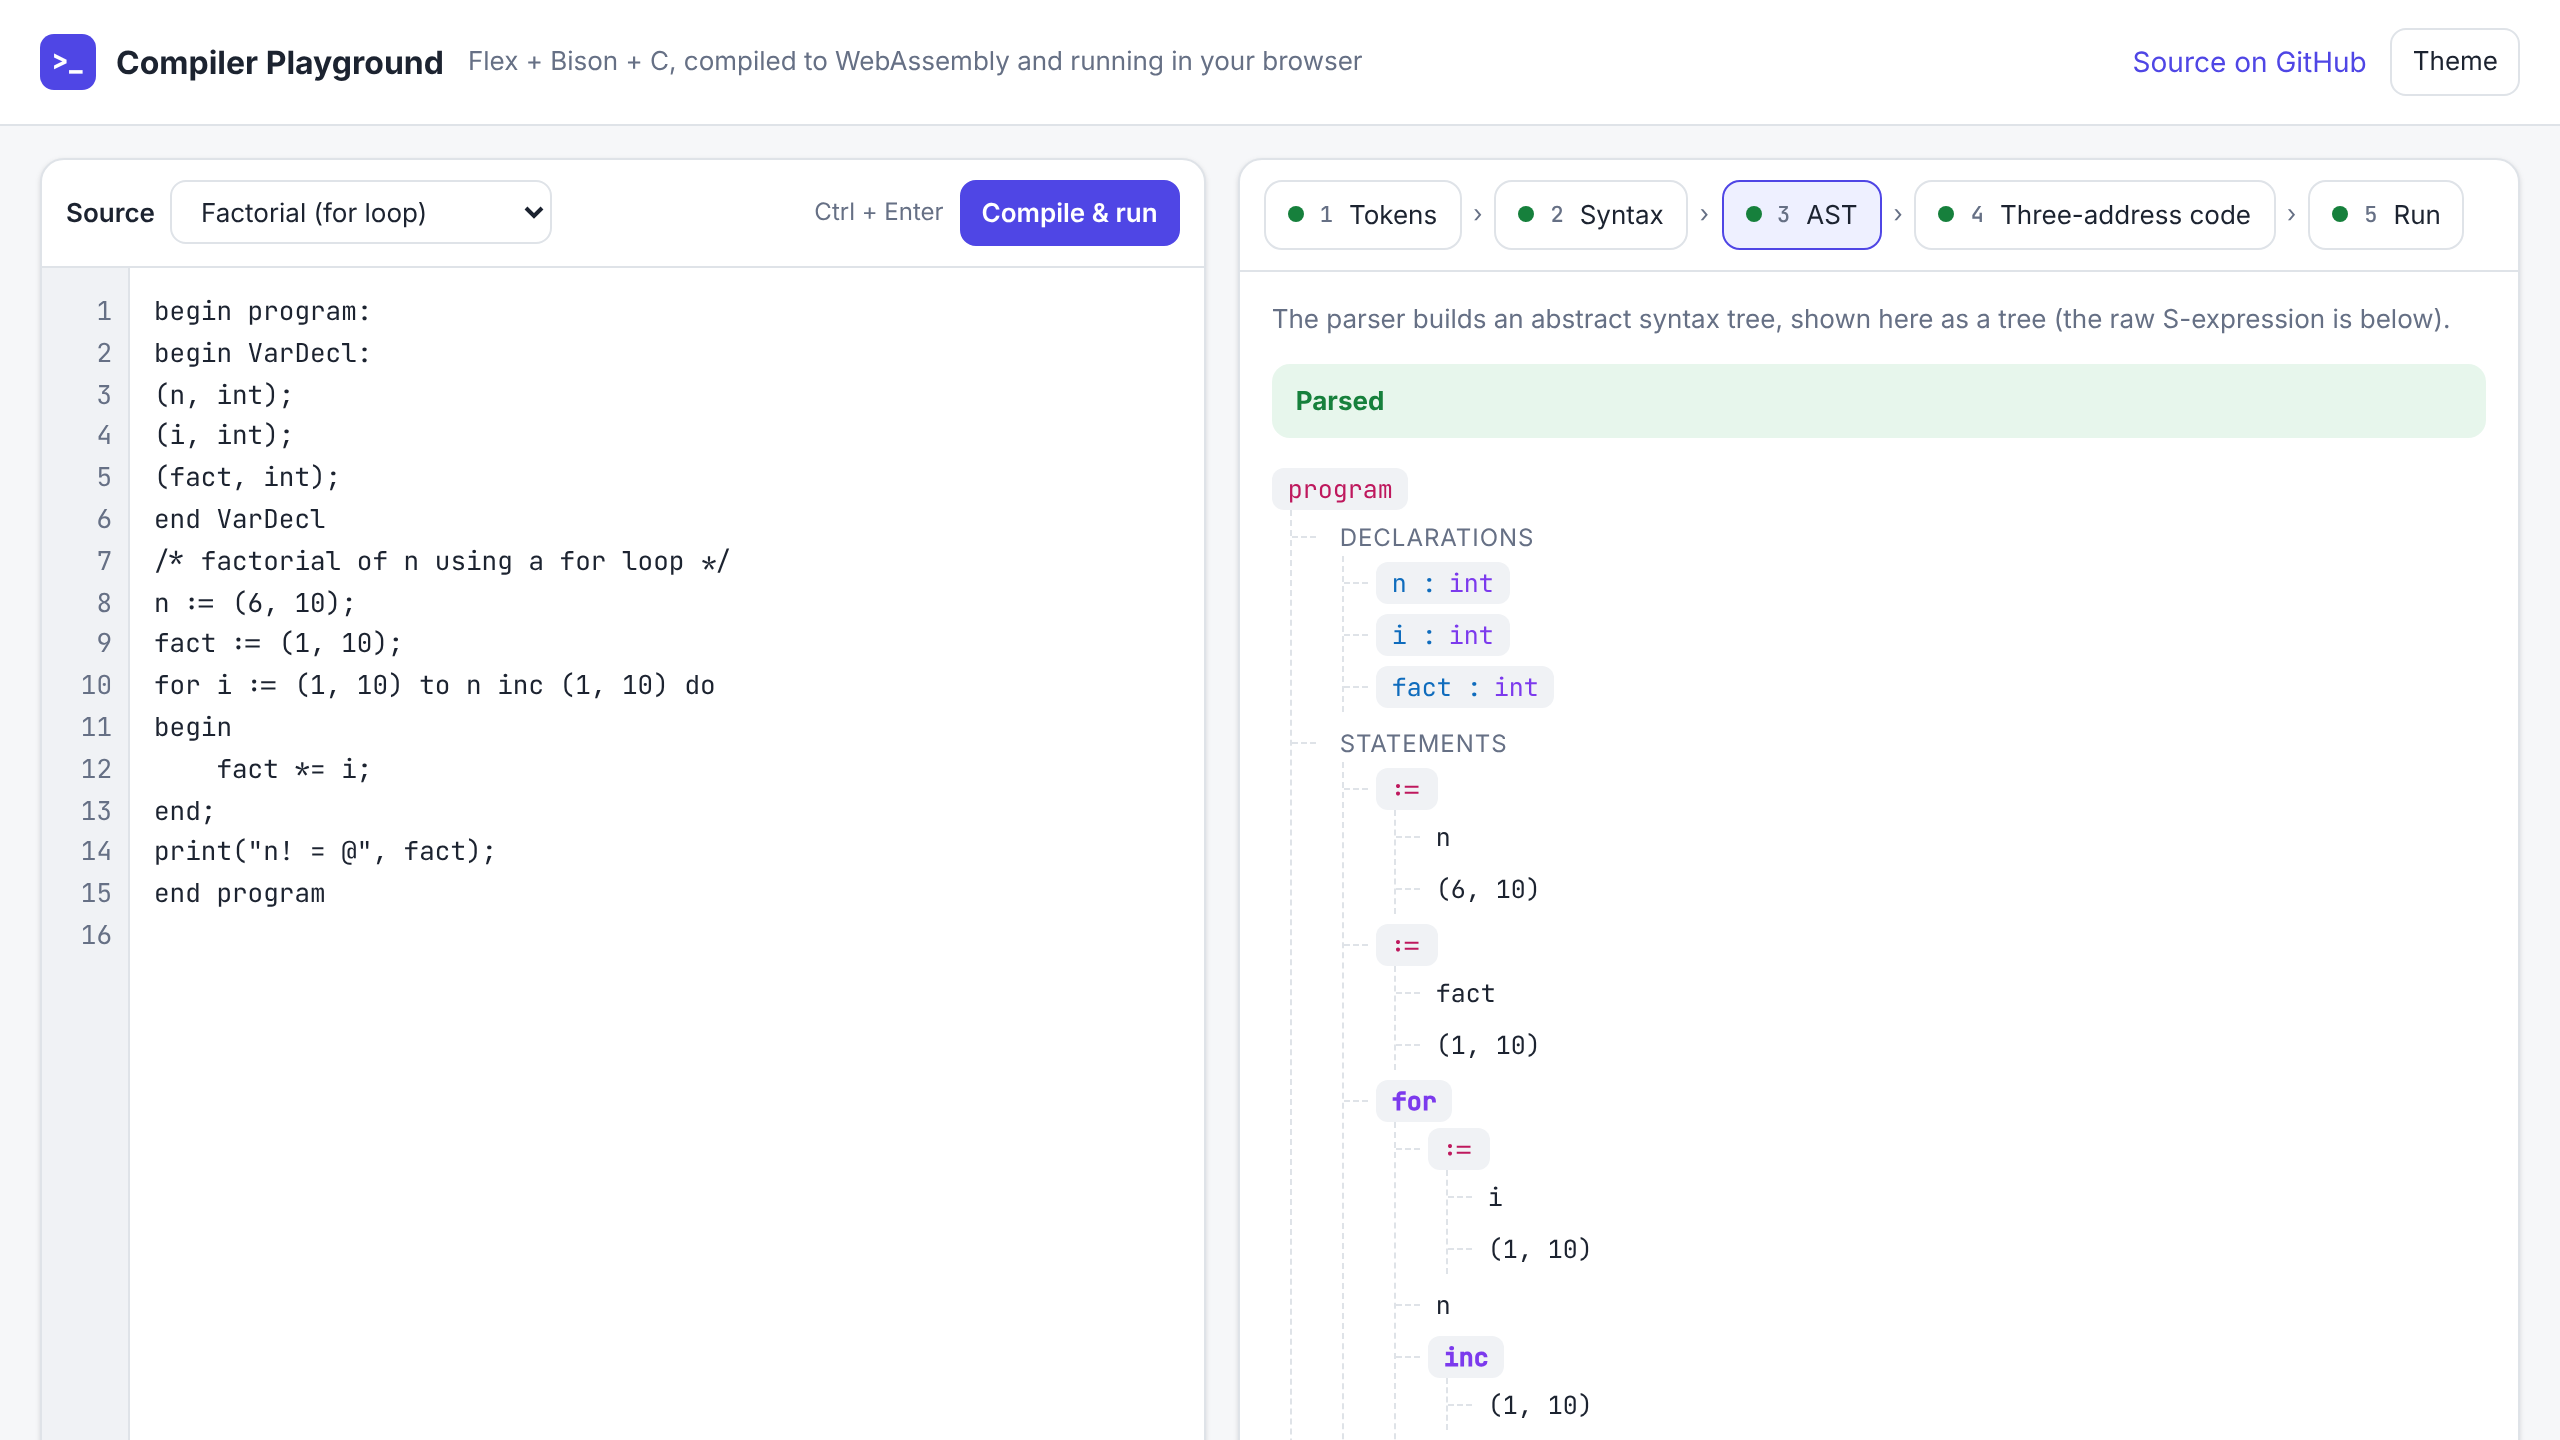 >_ Compiler Playground Flex + Bison + C, compiled to WebAssembly and running in your browser Source on GitHub Theme
Source Factorial (for loop) Ctrl + Enter Compile & run
1 begin program:
2 begin VarDecl:
3 (n, int);
4 (i, int);
5 (fact, int);
6 end VarDecl
7 /* factorial of n using a for loop */
8 n := (6, 10);
9 fact := (1, 10);
10 for i := (1, 10) to n inc (1, 10) do
11 begin
12     fact *= i;
13 end;
14 print("n! = @", fact);
15 end program
16
1 Tokens › 2 Syntax › 3 AST › 4 Three-address code › 5 Run
The parser builds an abstract syntax tree, shown here as a tree (the raw S-expression is below).
Parsed
program
DECLARATIONS
n : int
i : int
fact : int
STATEMENTS
:=
n
(6, 10)
:=
fact
(1, 10)
for
:=
i
(1, 10)
n
inc
(1, 10)